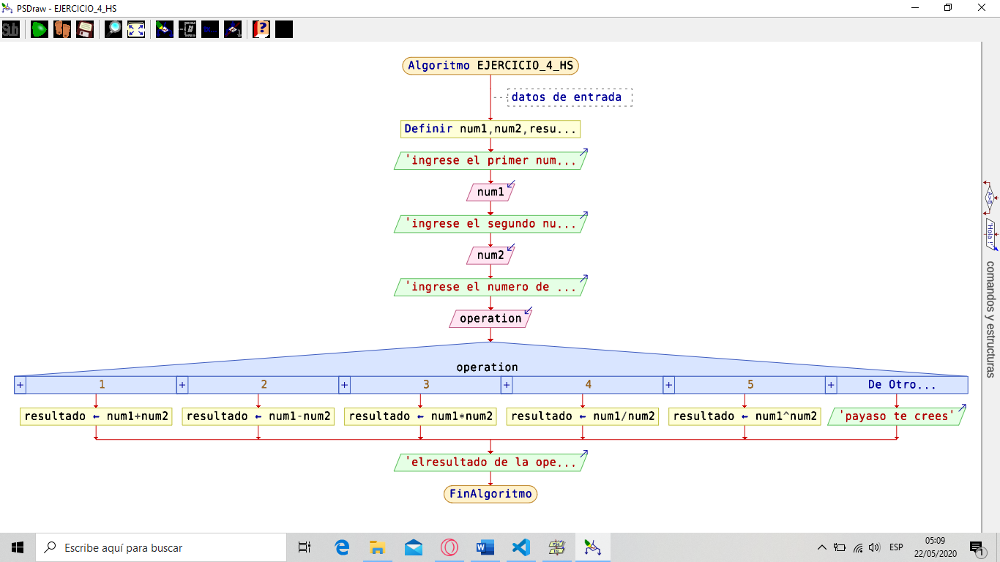 PSDraw - EJERCICIO_4_HS
Sub
Algoritmo EJERCICIO_4_HS
datos de entrada
Definir num1,num2,resu...
'ingrese el primer num...
num1
'ingrese el segundo nu...
num2
'ingrese el numero de ...
operation
operation
+ 1 + 2 + 3 + 4 + 5 + De Otro...
resultado ← num1+num2 resultado ← num1-num2 resultado ← num1*num2 resultado ← num1/num2 resultado ← num1^num2 'payaso te crees'
'elresultado de la ope...
FinAlgoritmo
A>B
'Hola !'
comandos y estructuras
Escribe aquí para buscar
ESP
05:09
22/05/2020
1